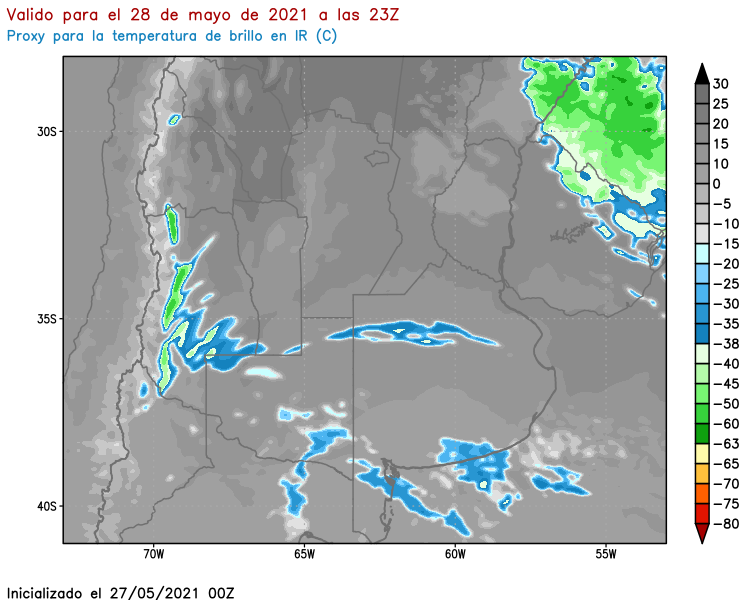 Valido para el 28 de mayo de 2021 a las 23Z
Proxy para la temperatura de brillo en IR (C)
30S
35S
40S
70W
65W
60W
55W
30
25
20
15
10
0
−5
−10
−15
−20
−25
−30
−35
−38
−40
−45
−50
−60
−63
−65
−70
−75
−80
Inicializado el 27/05/2021 00Z